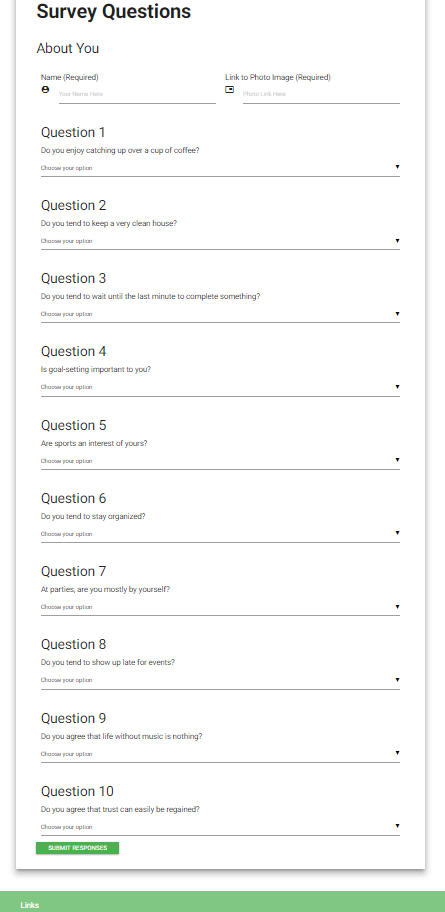 Survey Questions
About You
Name (Required) Link to Photo Image (Required)
Your Name Here Photo Link Here
Question 1
Do you enjoy catching up over a cup of coffee?
Choose your option
Question 2
Do you tend to keep a very clean house?
Choose your option
Question 3
Do you tend to wait until the last minute to complete something?
Choose your option
Question 4
Is goal-setting important to you?
Choose your option
Question 5
Are sports an interest of yours?
Choose your option
Question 6
Do you tend to stay organized?
Choose your option
Question 7
At parties, are you mostly by yourself?
Choose your option
Question 8
Do you tend to show up late for events?
Choose your option
Question 9
Do you agree that life without music is nothing?
Choose your option
Question 10
Do you agree that trust can easily be regained?
Choose your option
SUBMIT RESPONSES
Links